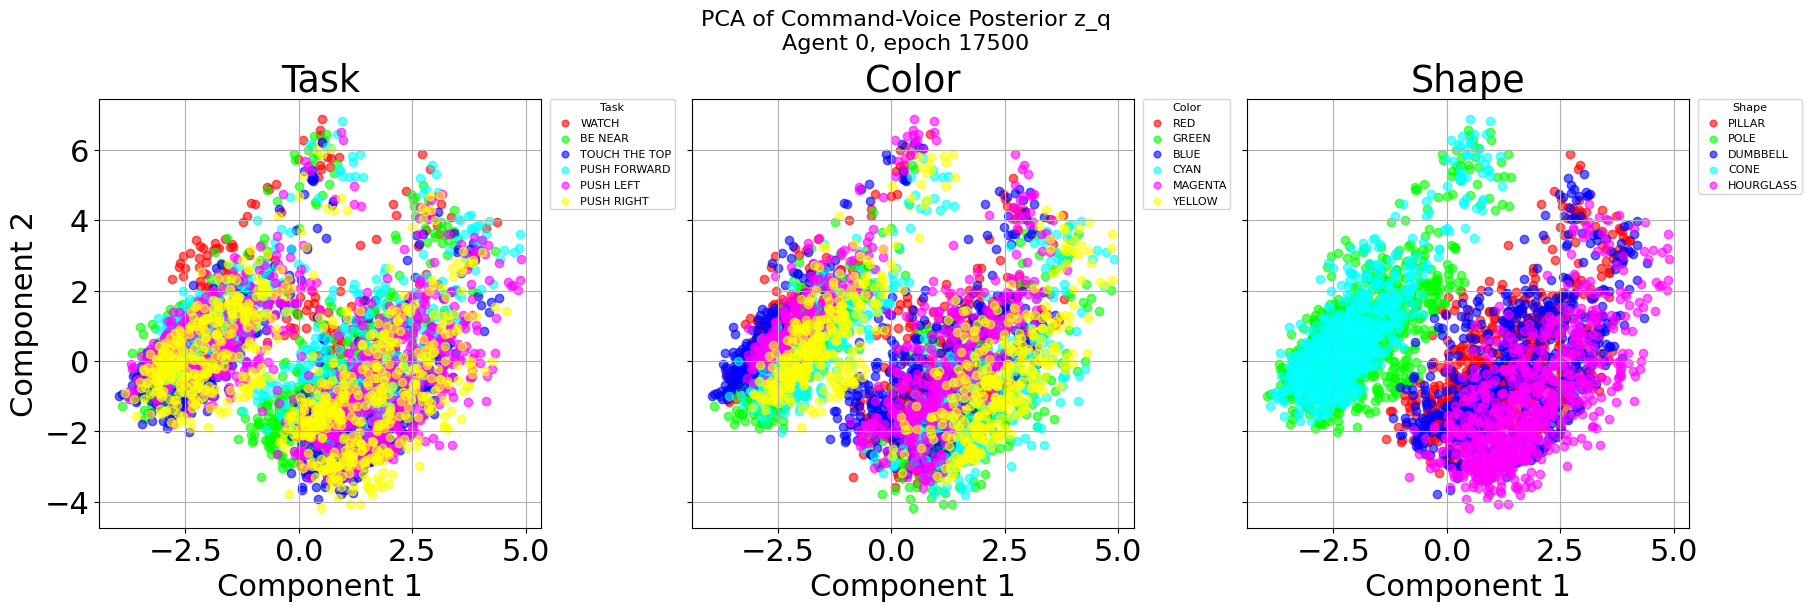 PCA of Command-Voice Posterior z_q
Agent 0, epoch 17500
Task
Component 2
6
4
2
0
−2
−4
−2.5 0.0 2.5 5.0
Component 1
Task
WATCH
BE NEAR
TOUCH THE TOP
PUSH FORWARD
PUSH LEFT
PUSH RIGHT
Color
−2.5 0.0 2.5 5.0
Component 1
Color
RED
GREEN
BLUE
CYAN
MAGENTA
YELLOW
Shape
−2.5 0.0 2.5 5.0
Component 1
Shape
PILLAR
POLE
DUMBBELL
CONE
HOURGLASS